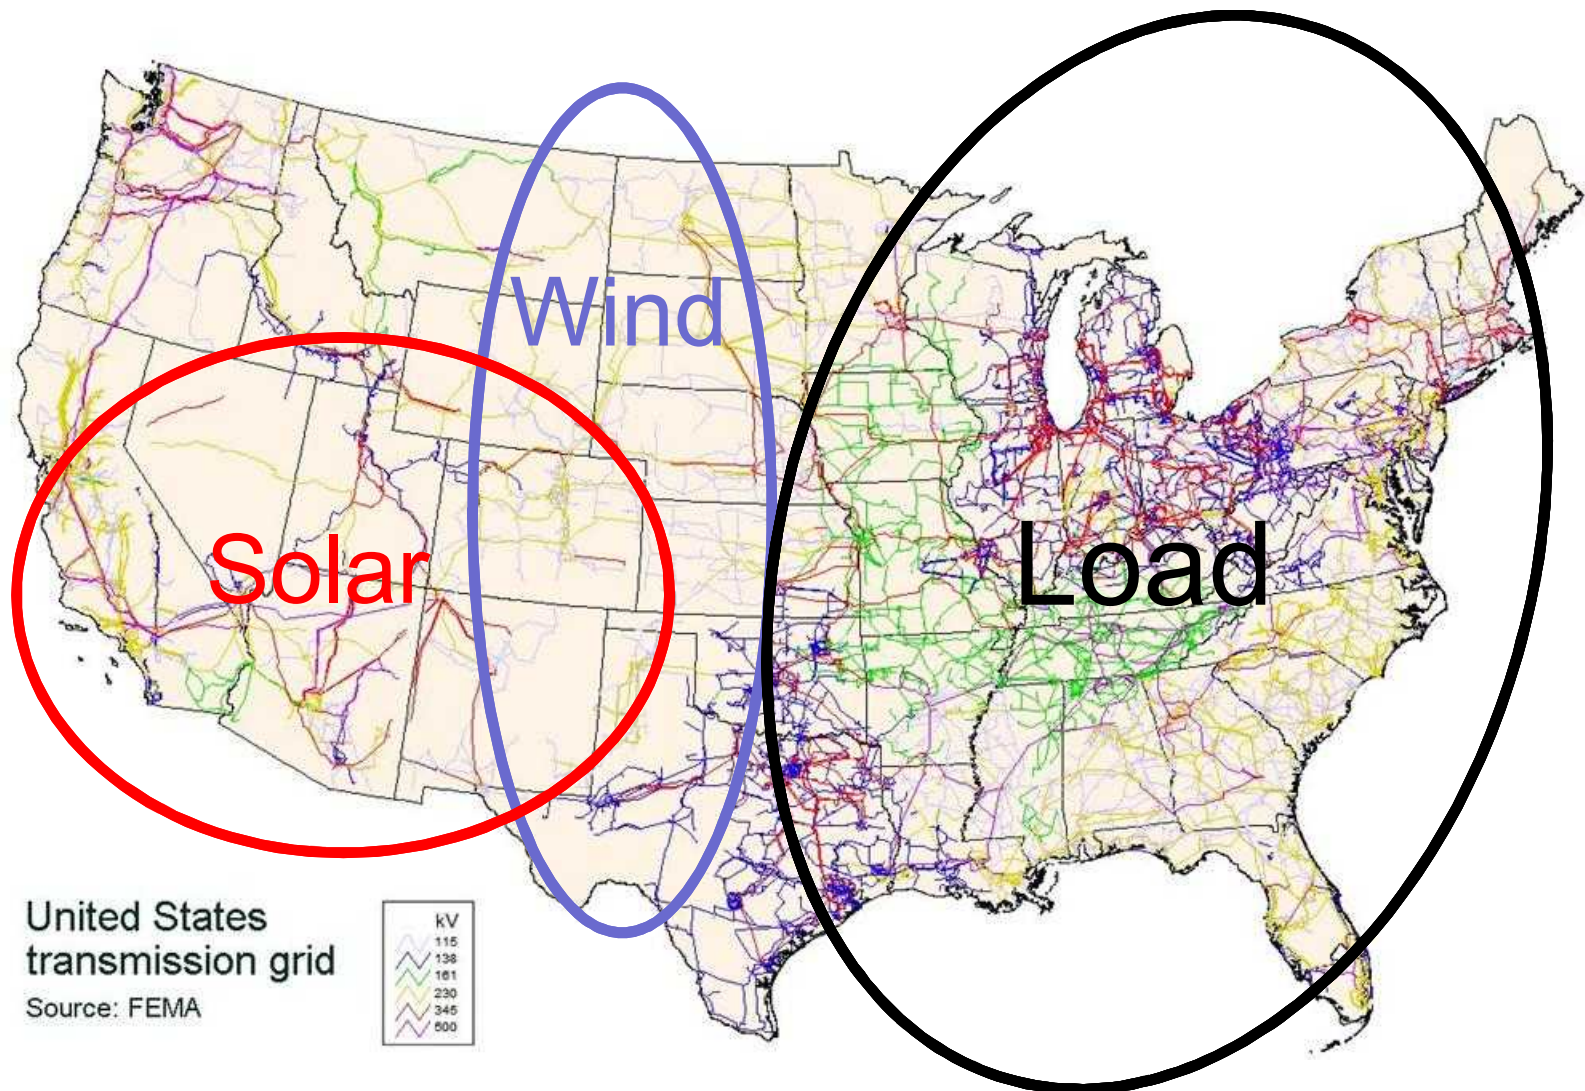 Wind
Solar
Load
United States
transmission grid
Source: FEMA
kV
115
138
161
230
345
500